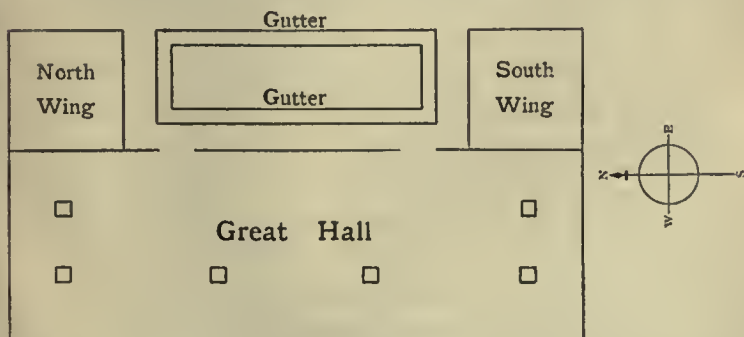 Gutter
North
Wing
Gutter
South
Wing
Great Hall
E
N
S
W